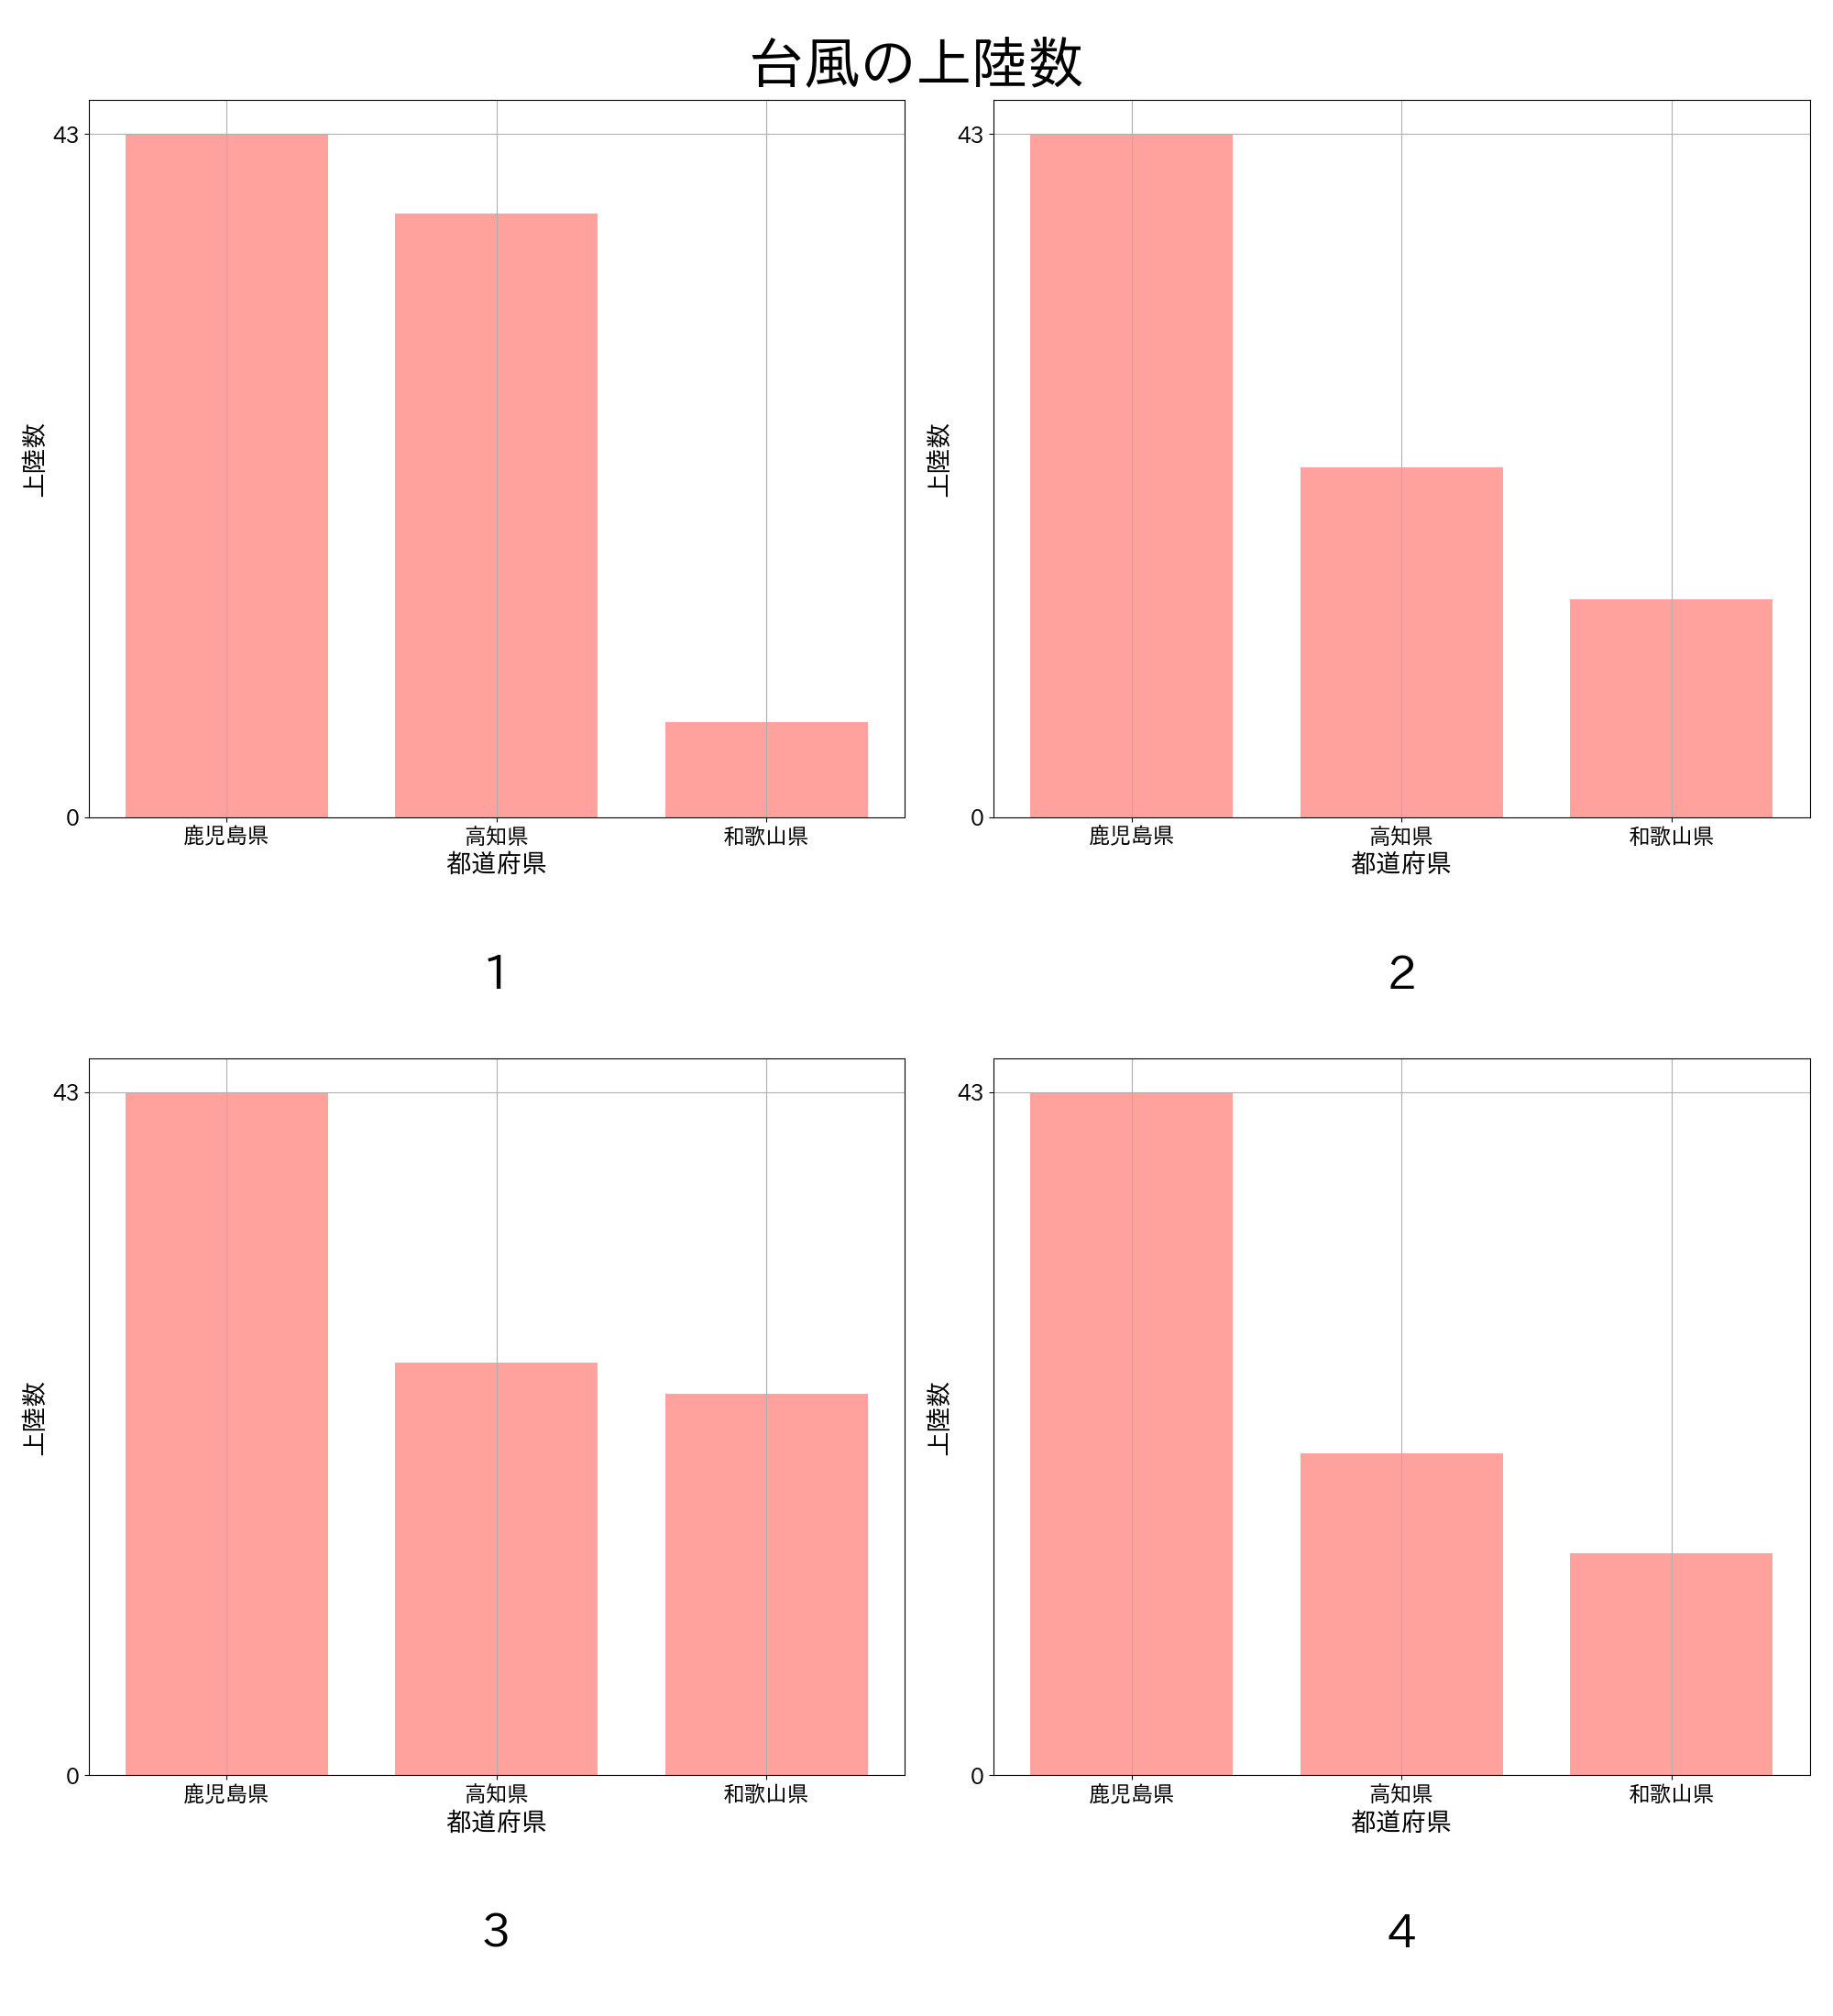 台風の上陸数
43
0
上陸数
鹿児島県 高知県 和歌山県
都道府県
1
43
0
上陸数
鹿児島県 高知県 和歌山県
都道府県
2
43
0
上陸数
鹿児島県 高知県 和歌山県
都道府県
3
43
0
上陸数
鹿児島県 高知県 和歌山県
都道府県
4